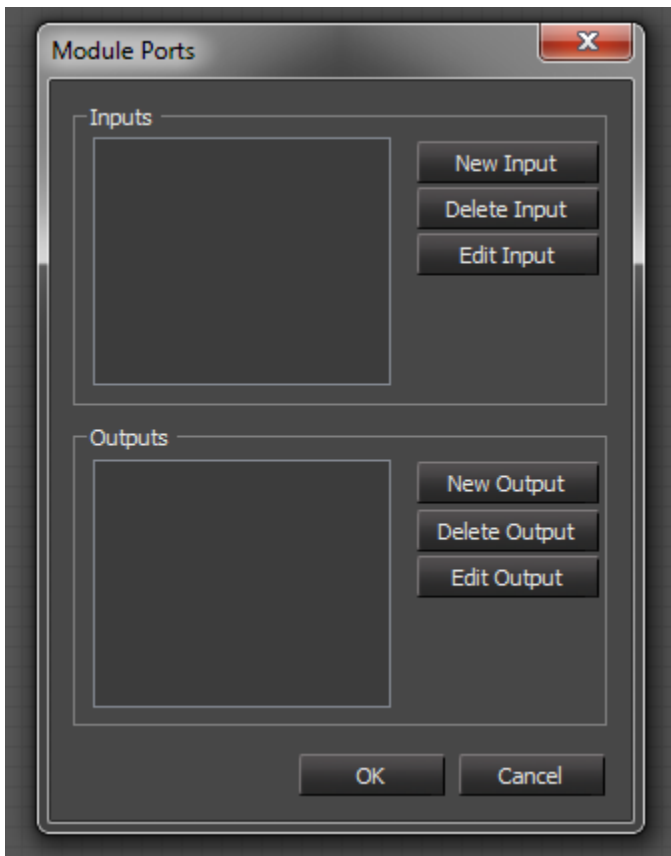 Module Ports
X
Inputs
New Input
Delete Input
Edit Input
Outputs
New Output
Delete Output
Edit Output
OK
Cancel